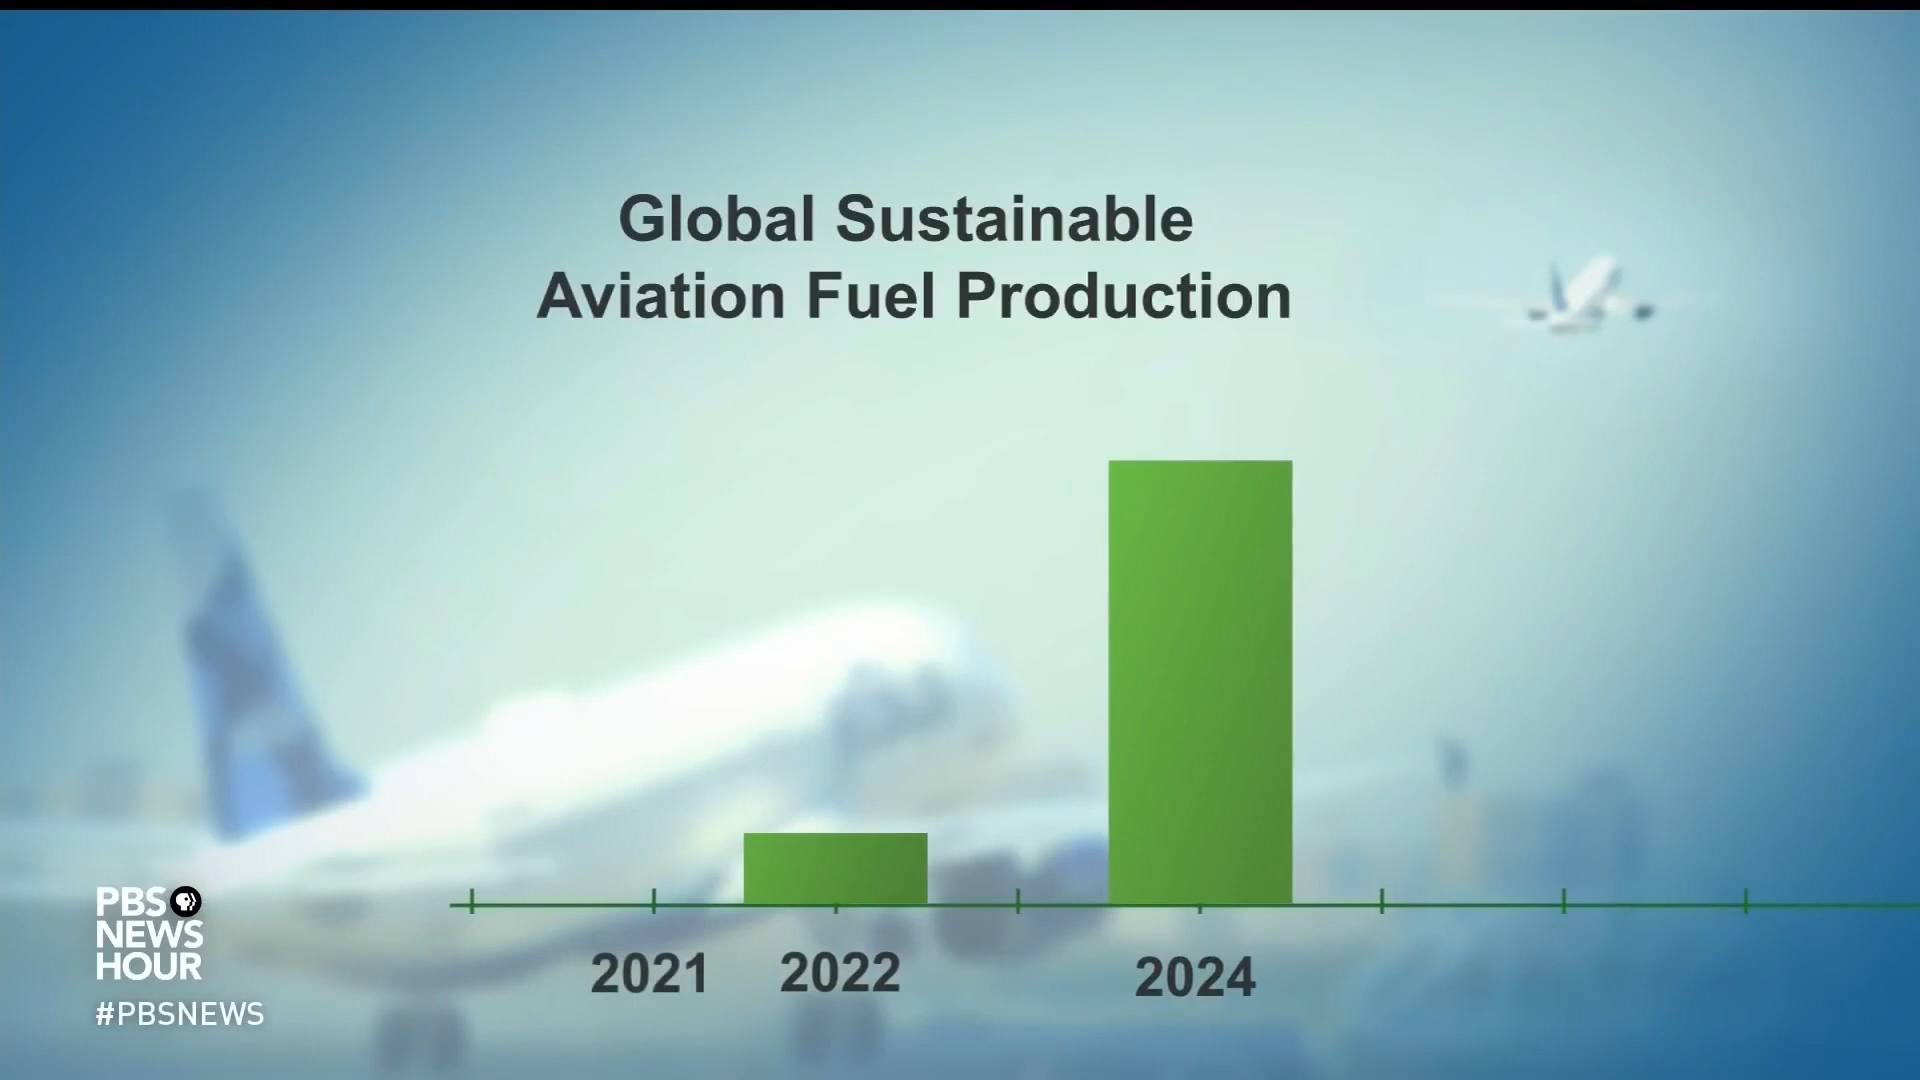 Global Sustainable
Aviation Fuel Production
2021 2022 2024
PBS
NEWS
HOUR
#PBSNEWS